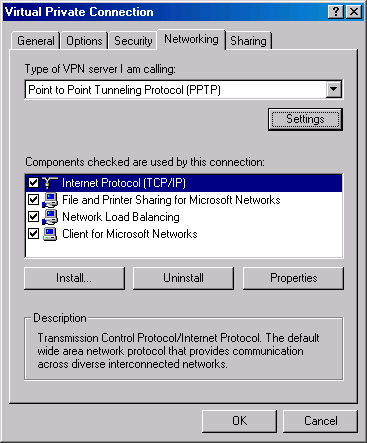 Virtual Private Connection
General Options Security Networking Sharing
Type of VPN server I am calling:
Point to Point Tunneling Protocol (PPTP)
Settings
Components checked are used by this connection:
Internet Protocol (TCP/IP)
File and Printer Sharing for Microsoft Networks
Network Load Balancing
Client for Microsoft Networks
Install... Uninstall Properties
Description
Transmission Control Protocol/Internet Protocol. The default
wide area network protocol that provides communication
across diverse interconnected networks.
OK Cancel